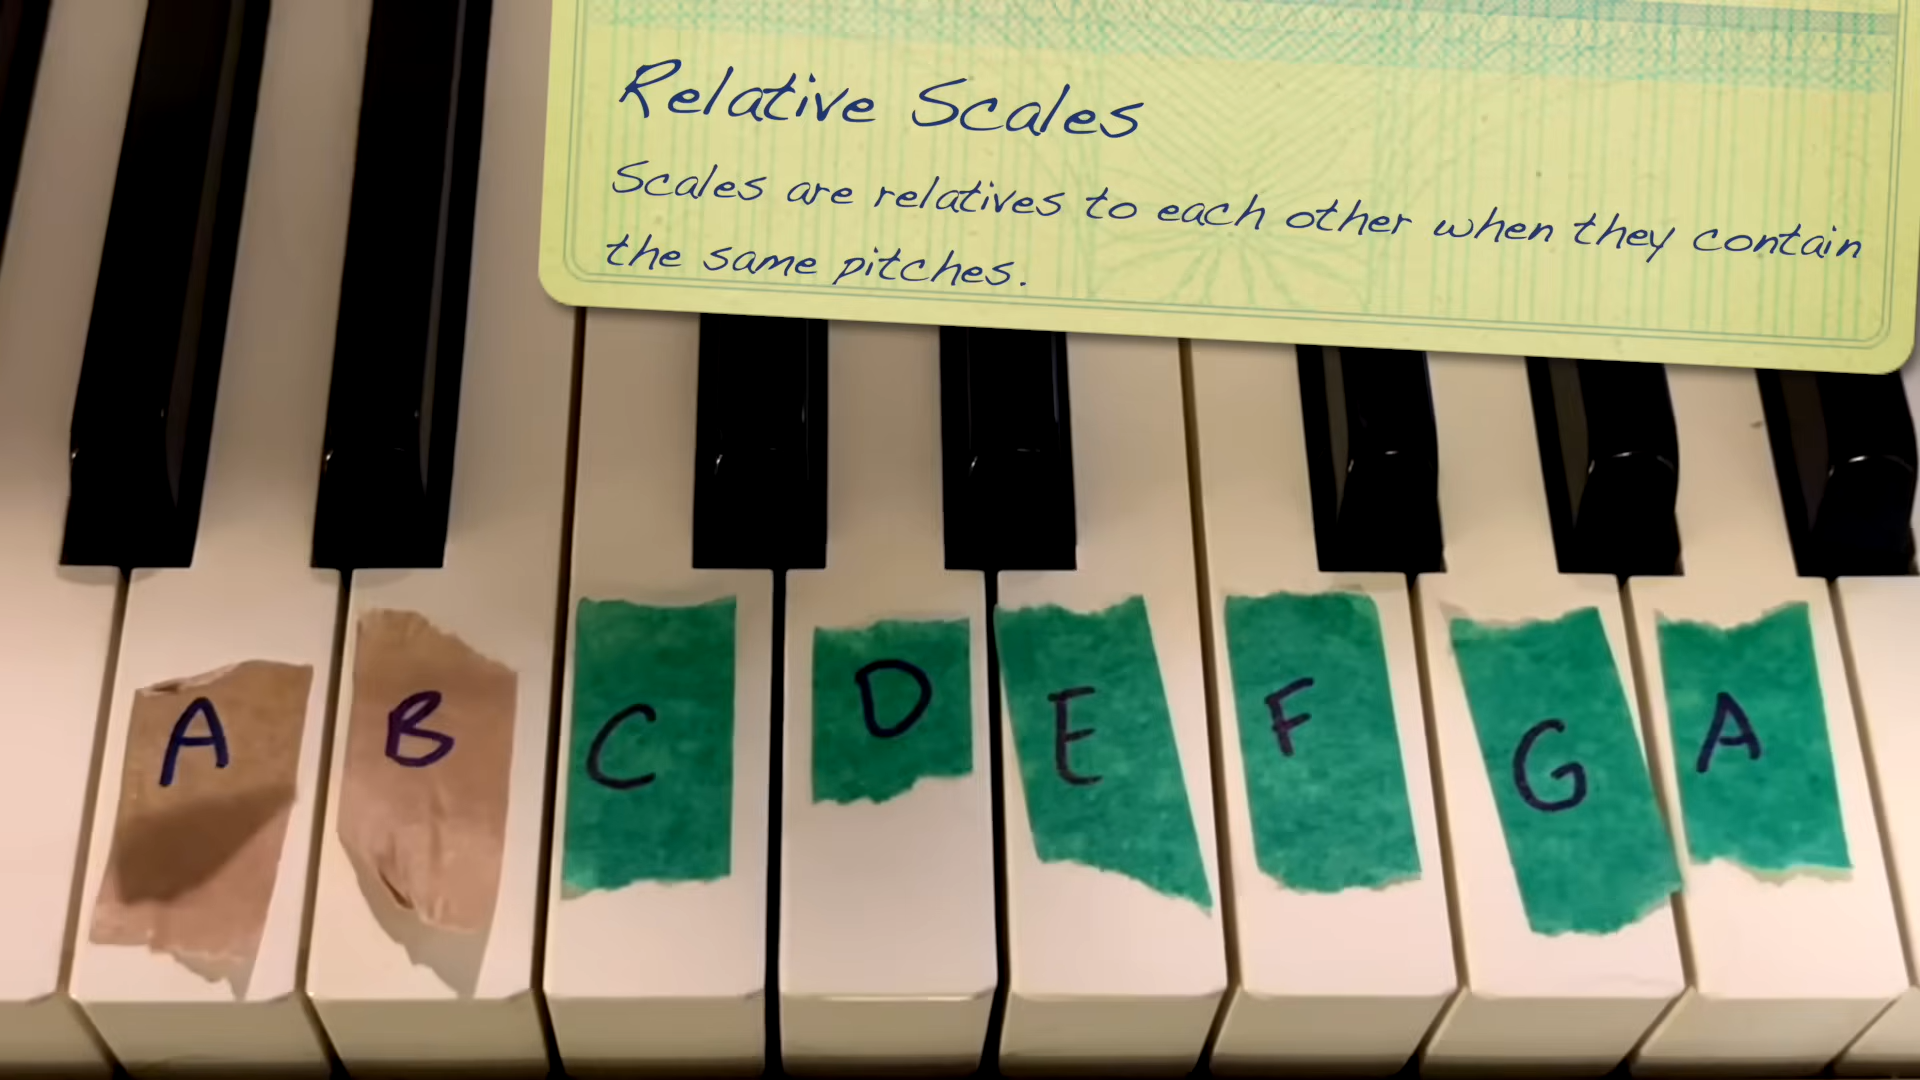 Relative Scales
Scales are relatives to each other when they contain
the same pitches.
A B C D E F G A